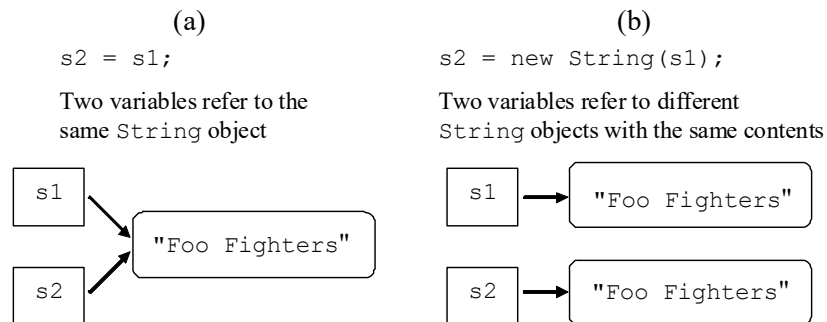 (a)
s2 = s1;
Two variables refer to the
same String object
s1
"Foo Fighters"
s2
(b)
s2 = new String(s1);
Two variables refer to different
String objects with the same contents
s1
"Foo Fighters"
s2
"Foo Fighters"